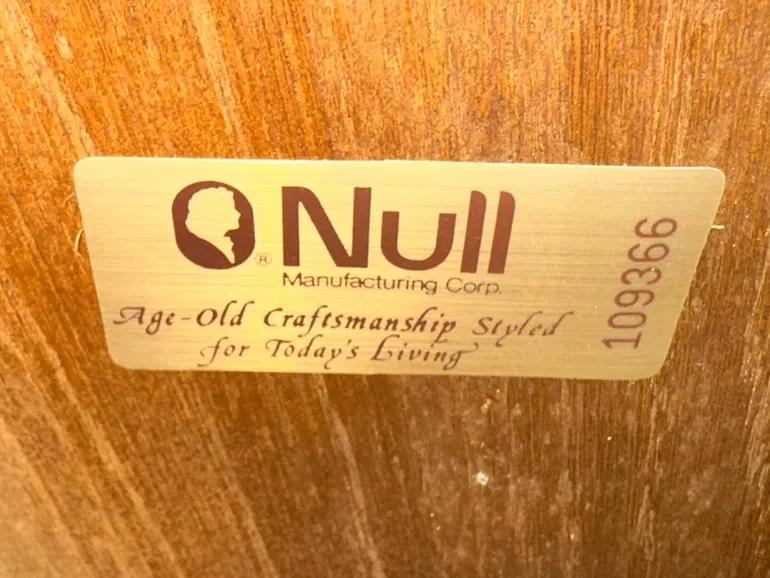 Null
®
Manufacturing Corp.
Age-Old Craftsmanship Styled
for Today's Living
109366